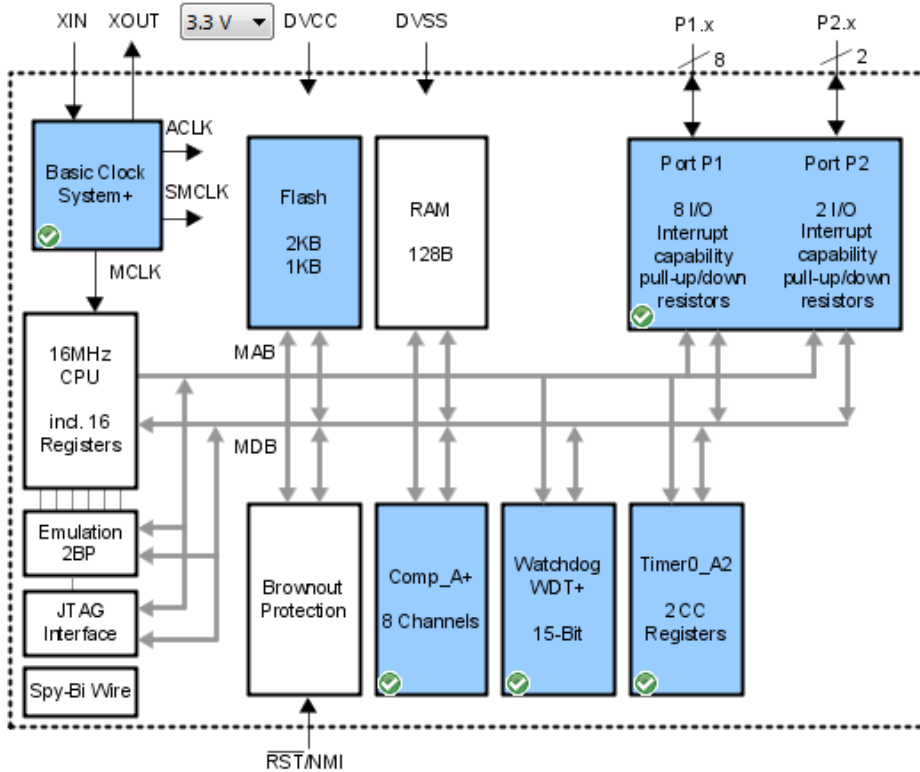 XIN
XOUT
3.3 V
DVCC
DVSS
P1.x
P2.x
8
2
Basic Clock
System+
ACLK
SMCLK
MCLK
Flash
2KB
1KB
RAM
128B
Port P1
8 I/O
Interrupt
capability
pull-up/down
resistors
Port P2
2 I/O
Interrupt
capability
pull-up/down
resistors
16MHz
CPU
incl. 16
Registers
MAB
MDB
Emulation
2BP
JTAG
Interface
Spy-Bi Wire
Brownout
Protection
Comp_A+
8 Channels
Watchdog
WDT+
15-Bit
Timer0_A2
2 CC
Registers
RST/NMI